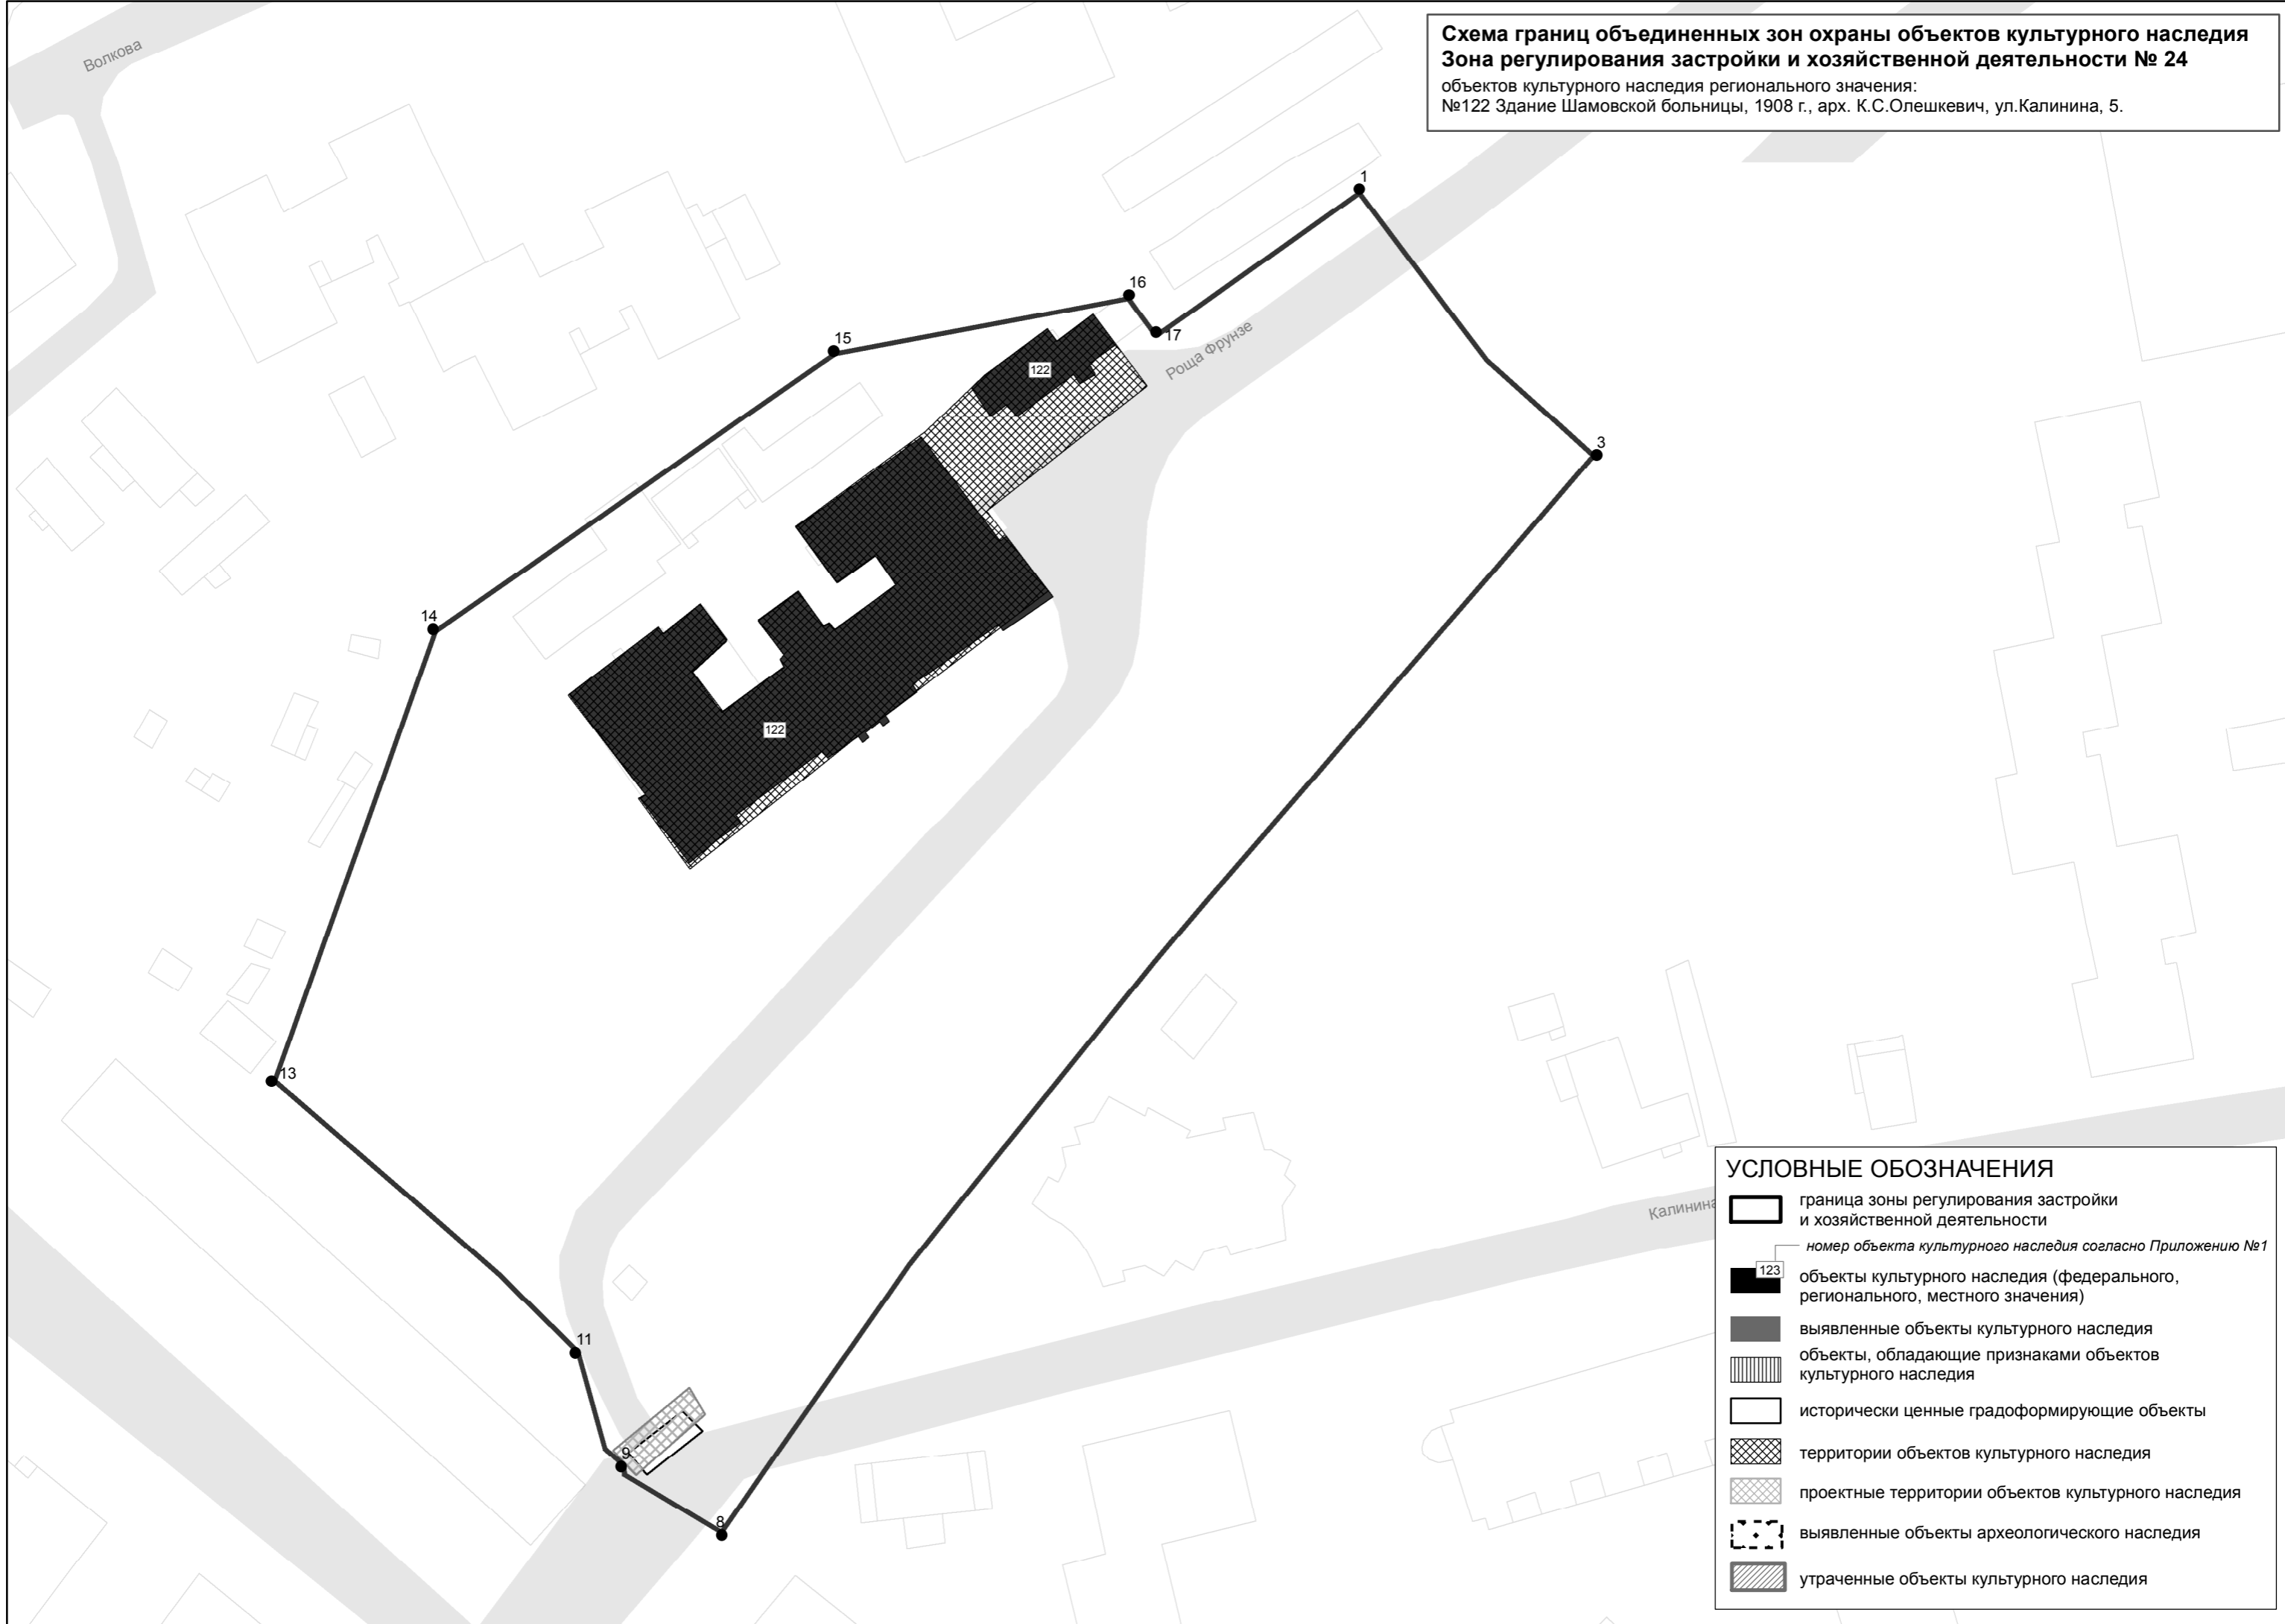 Схема границ объединенных зон охраны объектов культурного наследия
Зона регулирования застройки и хозяйственной деятельности № 24
объектов культурного наследия регионального значения:
№122 Здание Шамовской больницы, 1908 г., арх. К.С.Олешкевич, ул.Калинина, 5.
Волкова
1
16
17
15
Роща Фрунзе
122
3
14
122
13
Калинина
11
9
8
УСЛОВНЫЕ ОБОЗНАЧЕНИЯ
граница зоны регулирования застройки
и хозяйственной деятельности
номер объекта культурного наследия согласно Приложению №1
123
объекты культурного наследия (федерального,
регионального, местного значения)
выявленные объекты культурного наследия
объекты, обладающие признаками объектов
культурного наследия
исторически ценные градоформирующие объекты
территории объектов культурного наследия
проектные территории объектов культурного наследия
выявленные объекты археологического наследия
утраченные объекты культурного наследия